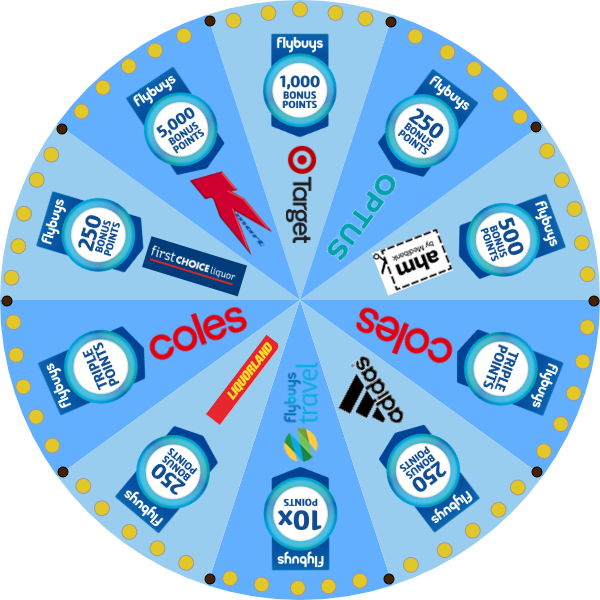 flybuys
1,000
BONUS
POINTS
Target
flybuys
250
BONUS
POINTS
OPTUS
flybuys
500
BONUS
POINTS
ahm
by Medibank
flybuys
TRIPLE
POINTS
coles
flybuys
250
BONUS
POINTS
adidas
flybuys
10x
POINTS
flybuys
travel
flybuys
250
BONUS
POINTS
LIQUORLAND
flybuys
TRIPLE
POINTS
coles
flybuys
250
BONUS
POINTS
first CHOICE liquor
flybuys
5,000
BONUS
POINTS
mart